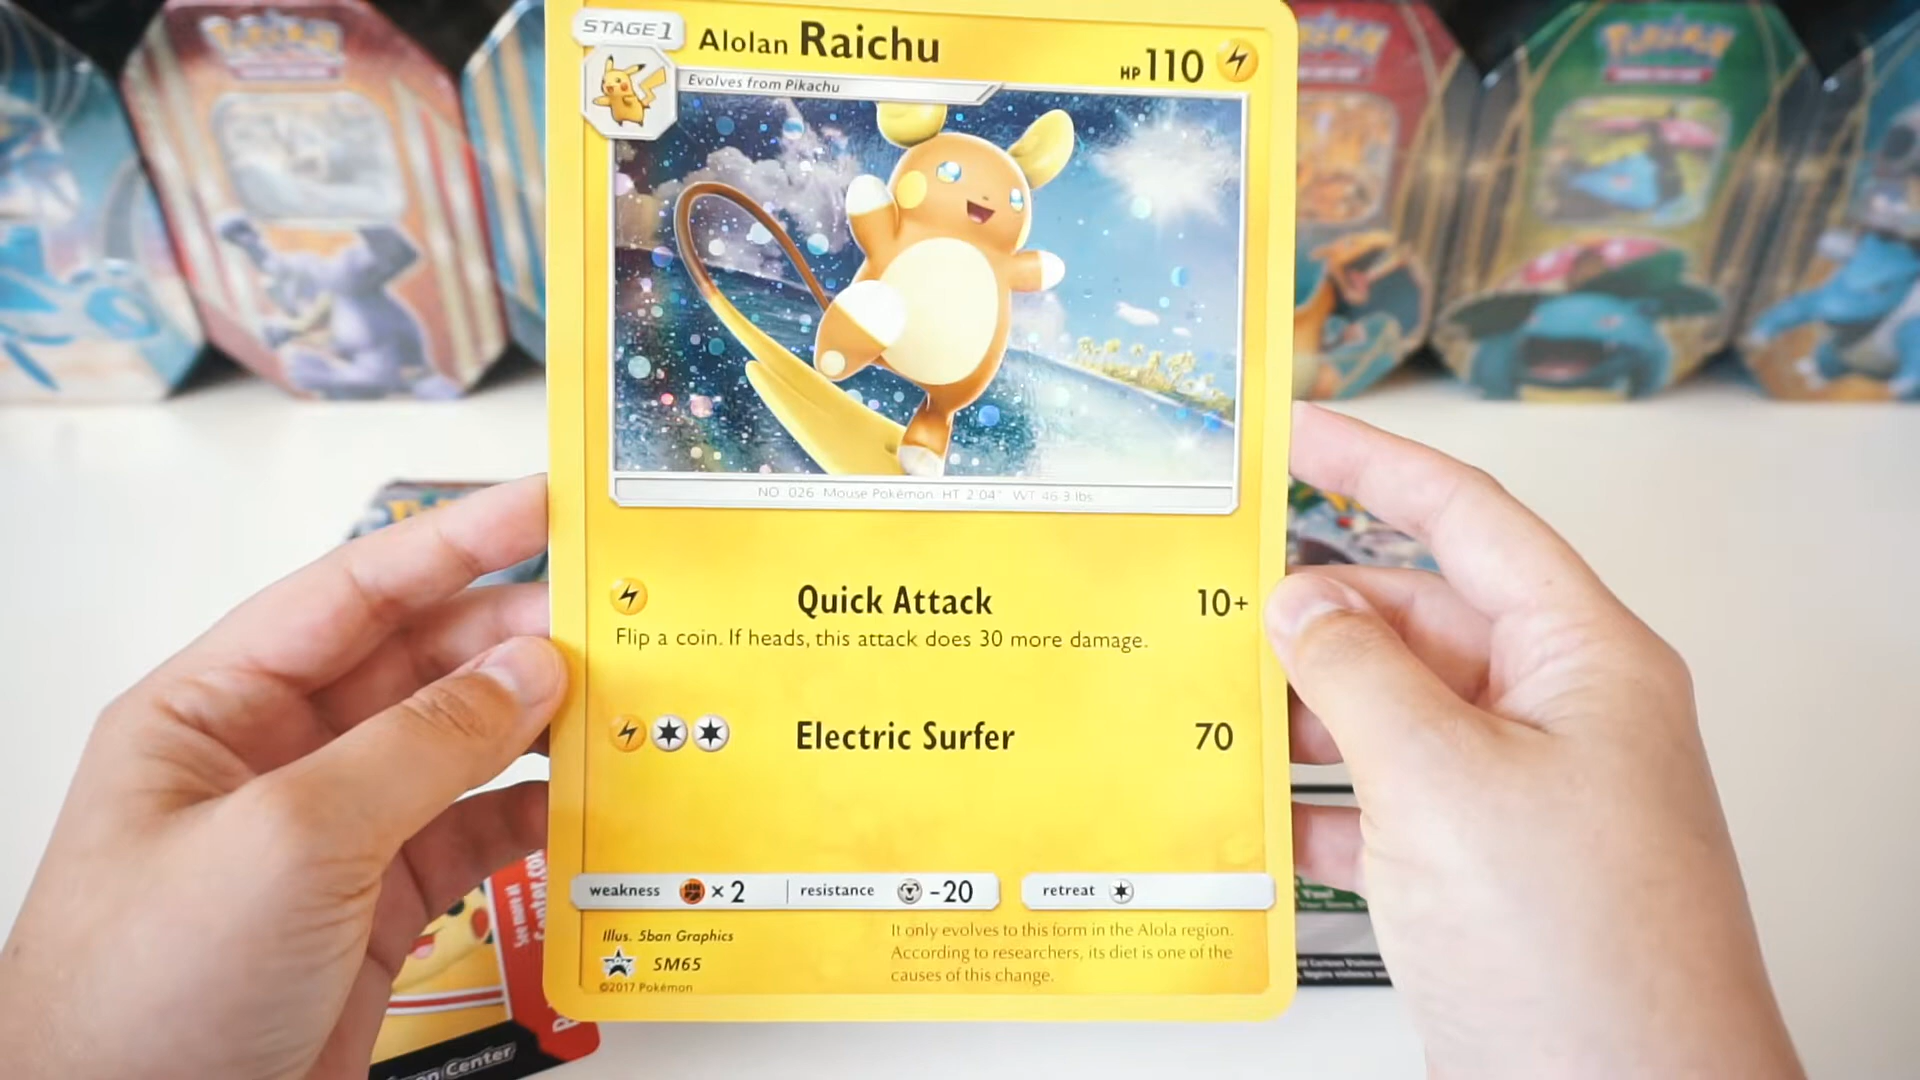 STAGE1
Alolan Raichu
HP 110
Evolves from Pikachu
NO. 026 Mouse Pokémon HT 2'04" WT 46.3 lbs
Quick Attack 10+
Flip a coin. If heads, this attack does 30 more damage.
Electric Surfer 70
weakness ×2 resistance -20 retreat
Illus. 5ban Graphics
SM65
©2017 Pokémon
It only evolves to this form in the Alola region.
According to researchers, its diet is one of the
causes of this change.
Center